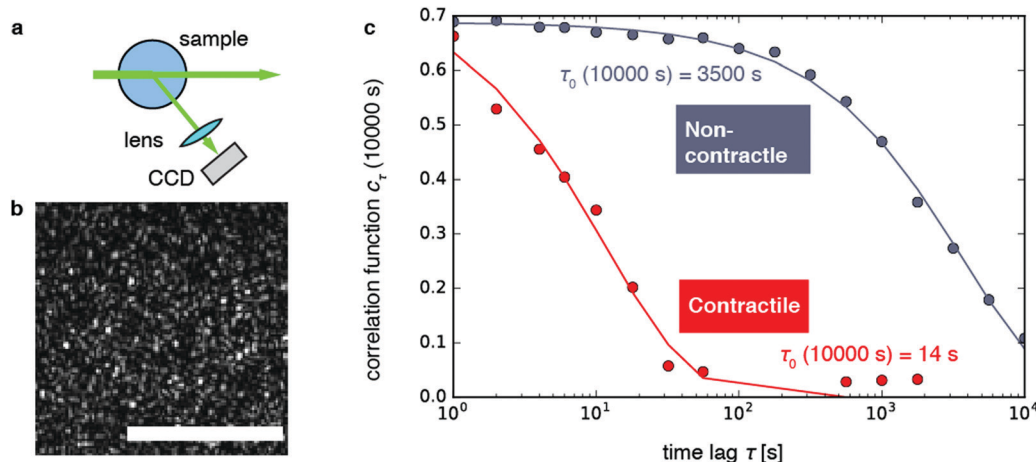 a
sample
lens
CCD
b
c
correlation function cτ (10000 s)
0.7
0.6
0.5
0.4
0.3
0.2
0.1
0.0
τ0 (10000 s) = 3500 s
Non-
contractle
Contractile
τ0 (10000 s) = 14 s
10^0
10^1
10^2
10^3
10^4
time lag τ [s]